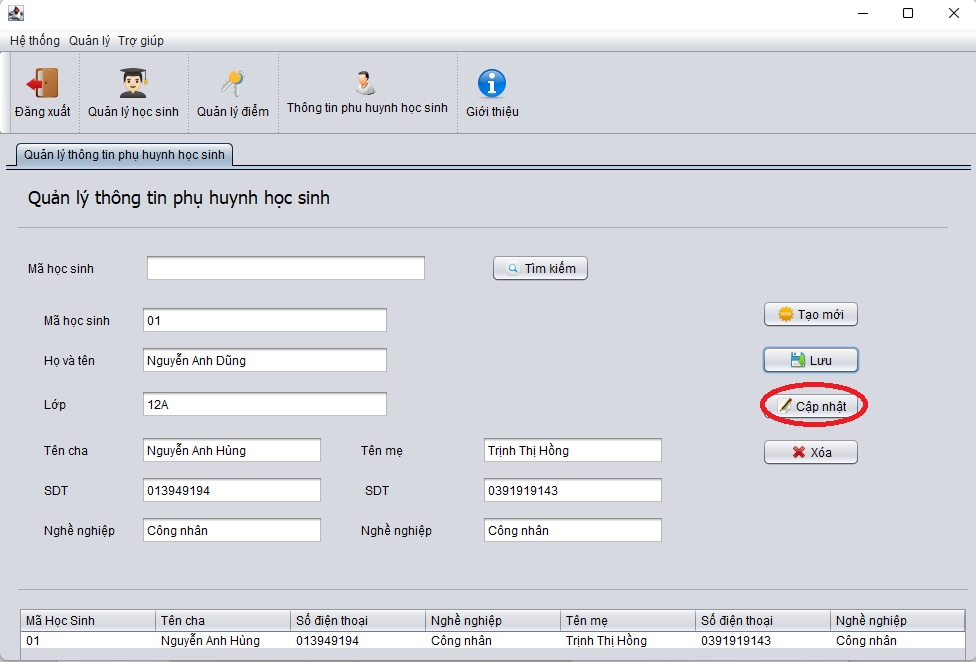 Hệ thống Quản lý Trợ giúp
Đăng xuất Quản lý học sinh Quản lý điểm Thông tin phu huynh học sinh Giới thiệu
Quản lý thông tin phụ huynh học sinh
Quản lý thông tin phụ huynh học sinh
Mã học sinh Tìm kiếm
Mã học sinh 01 NEW Tạo mới
Họ và tên Nguyễn Anh Dũng Lưu
Lớp 12A Cập nhật
Tên cha Nguyễn Anh Hùng Tên mẹ Trịnh Thị Hồng Xóa
SDT 013949194 SDT 0391919143
Nghề nghiệp Công nhân Nghề nghiệp Công nhân
Mã Học Sinh Tên cha Số điện thoại Nghề nghiệp Tên mẹ Số điện thoại Nghề nghiệp
01 Nguyễn Anh Hùng 013949194 Công nhân Trịnh Thị Hồng 0391919143 Công nhân